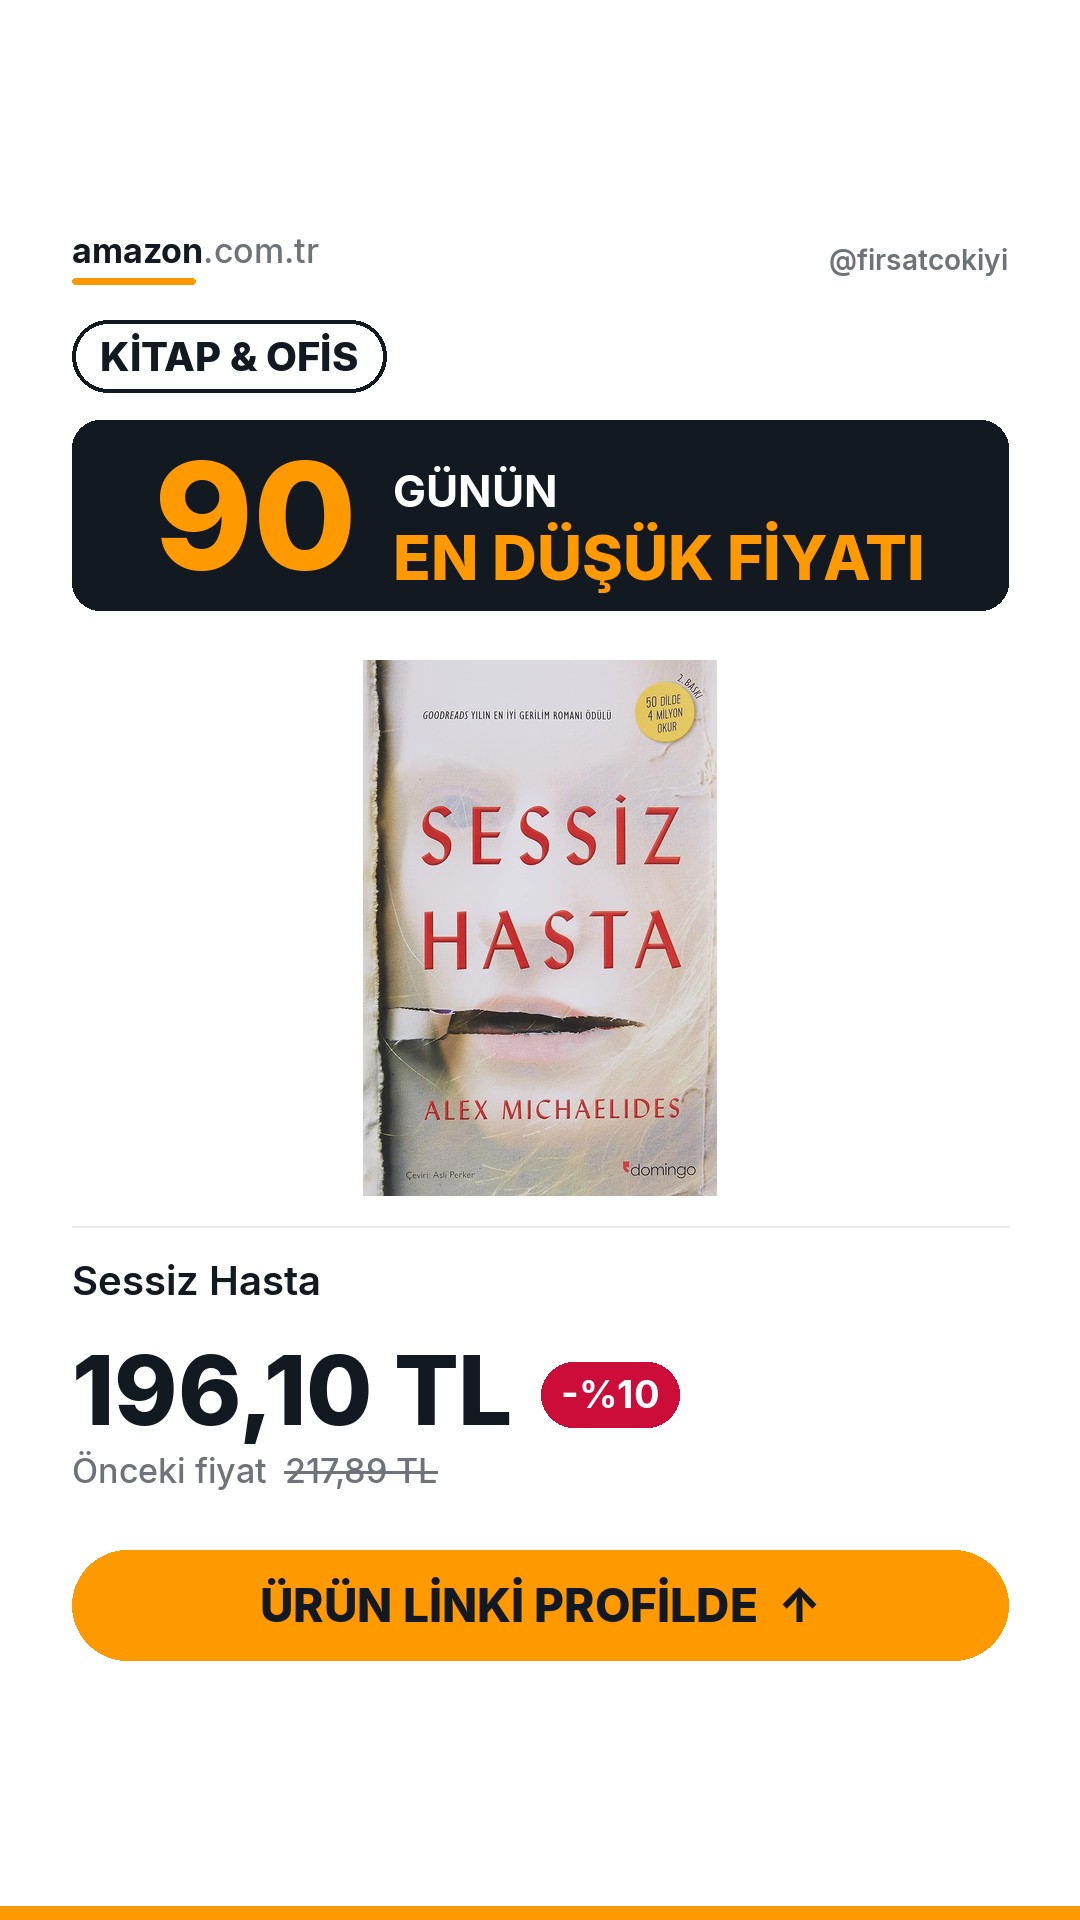 amazon.com.tr
@firsatcokiyi
KİTAP & OFİS
90 GÜNÜN
EN DÜŞÜK FİYATI
2. BASKI
50 DİLDE
4 MİLYON
OKUR
GOODREADS YILIN EN İYİ GERİLİM ROMANI ÖDÜLÜ
SESSİZ
HASTA
ALEX MICHAELIDES
Çeviri: Aslı Perker
domingo
Sessiz Hasta
196,10 TL -%10
Önceki fiyat 217,89 TL
ÜRÜN LİNKİ PROFİLDE ↑